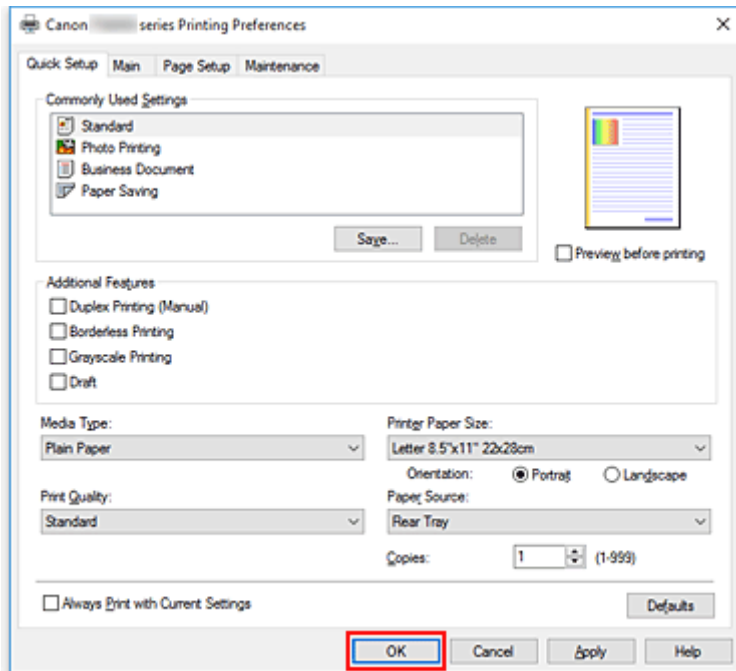 Canon series Printing Preferences
Quick Setup Main Page Setup Maintenance
Commonly Used Settings
Standard
Photo Printing
Business Document
Paper Saving
Save... Delete
Preview before printing
Additional Features
Duplex Printing (Manual)
Borderless Printing
Grayscale Printing
Draft
Media Type: Printer Paper Size:
Plain Paper Letter 8.5"x11" 22x28cm
Orientation: Portrait Landscape
Print Quality: Paper Source:
Standard Rear Tray
Copies: 1 (1-999)
Always Print with Current Settings Defaults
OK Cancel Apply Help